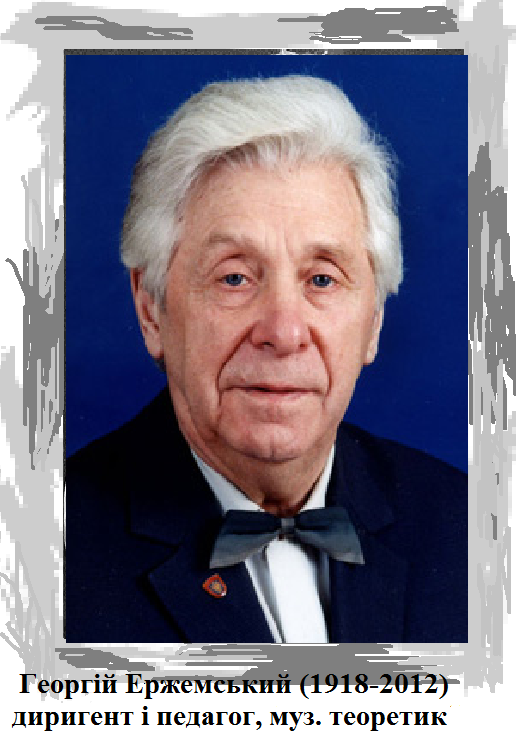 Георгій Ержемський (1918-2012)
диригент і педагог, муз. теоретик